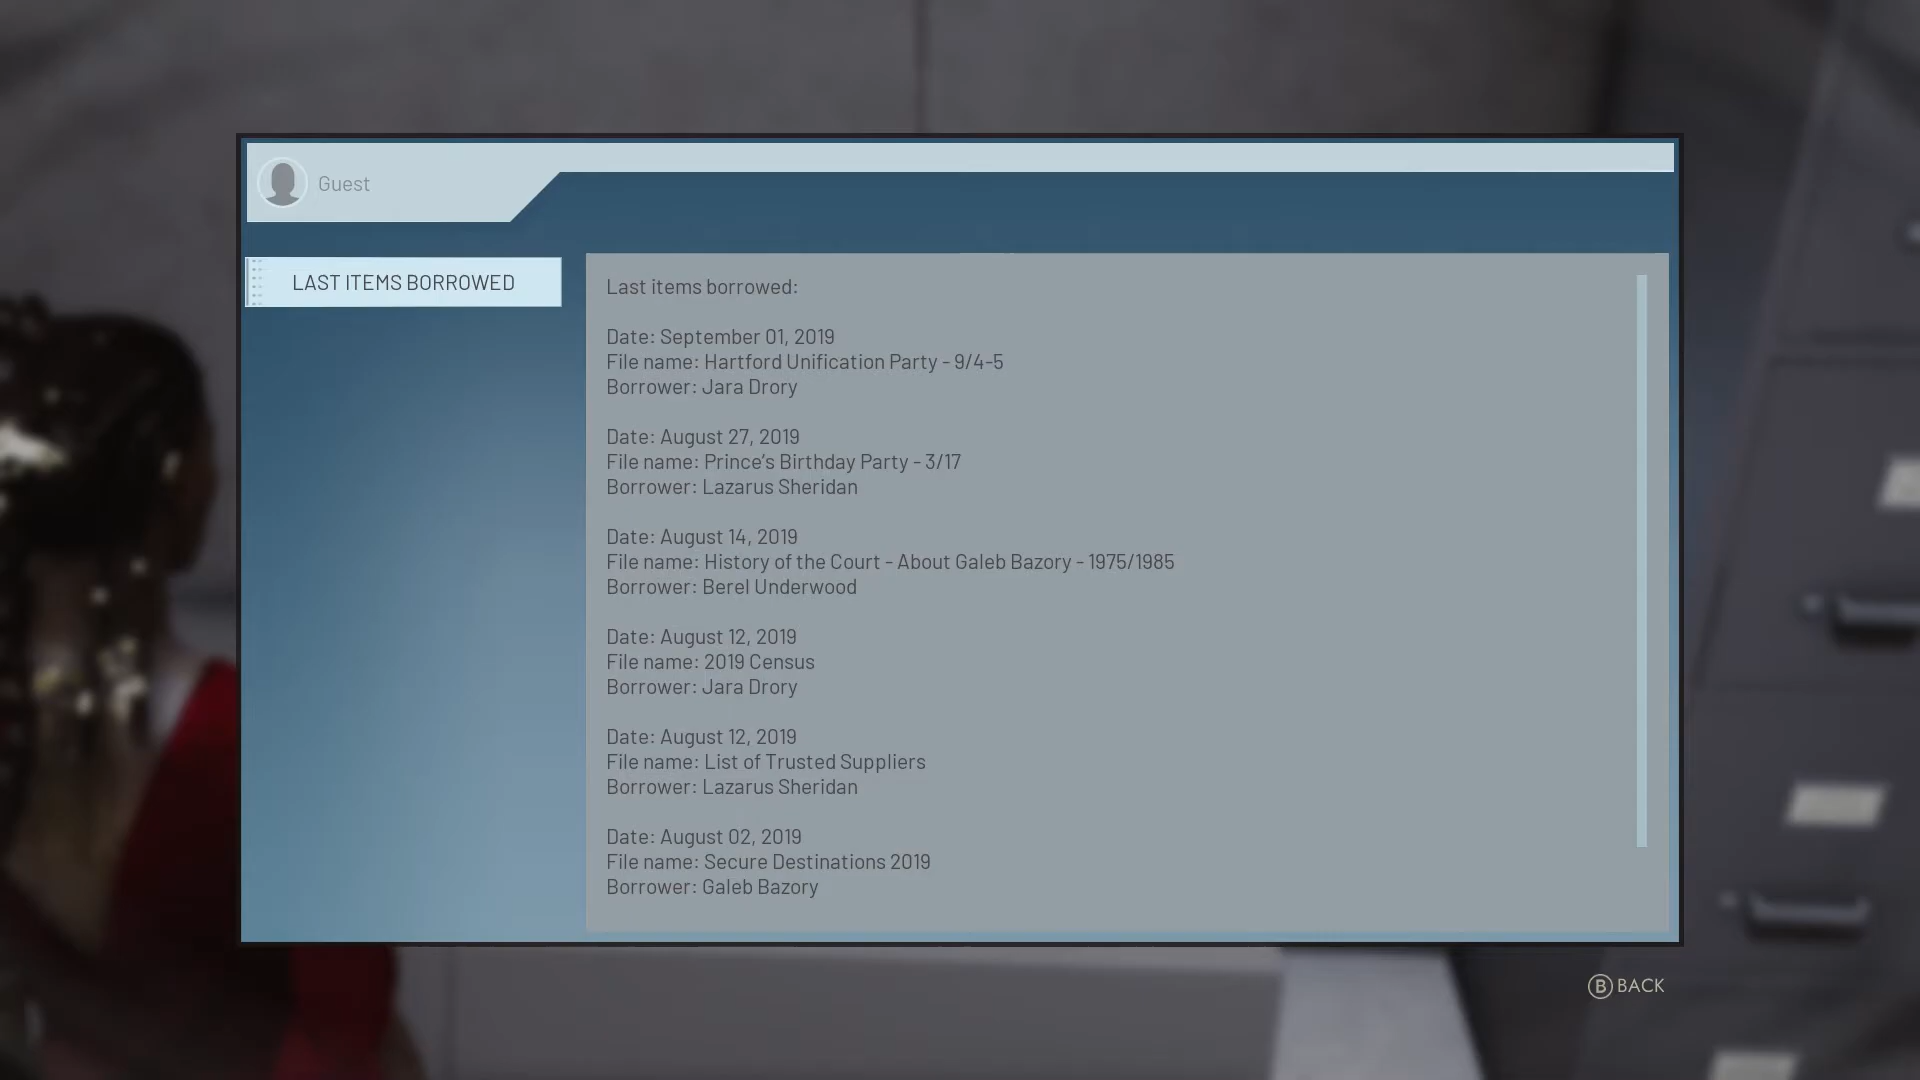 Guest
LAST ITEMS BORROWED
Last items borrowed:
Date: September 01, 2019
File name: Hartford Unification Party - 9/4-5
Borrower: Jara Drory
Date: August 27, 2019
File name: Prince's Birthday Party - 3/17
Borrower: Lazarus Sheridan
Date: August 14, 2019
File name: History of the Court - About Galeb Bazory - 1975/1985
Borrower: Berel Underwood
Date: August 12, 2019
File name: 2019 Census
Borrower: Jara Drory
Date: August 12, 2019
File name: List of Trusted Suppliers
Borrower: Lazarus Sheridan
Date: August 02, 2019
File name: Secure Destinations 2019
Borrower: Galeb Bazory
B BACK